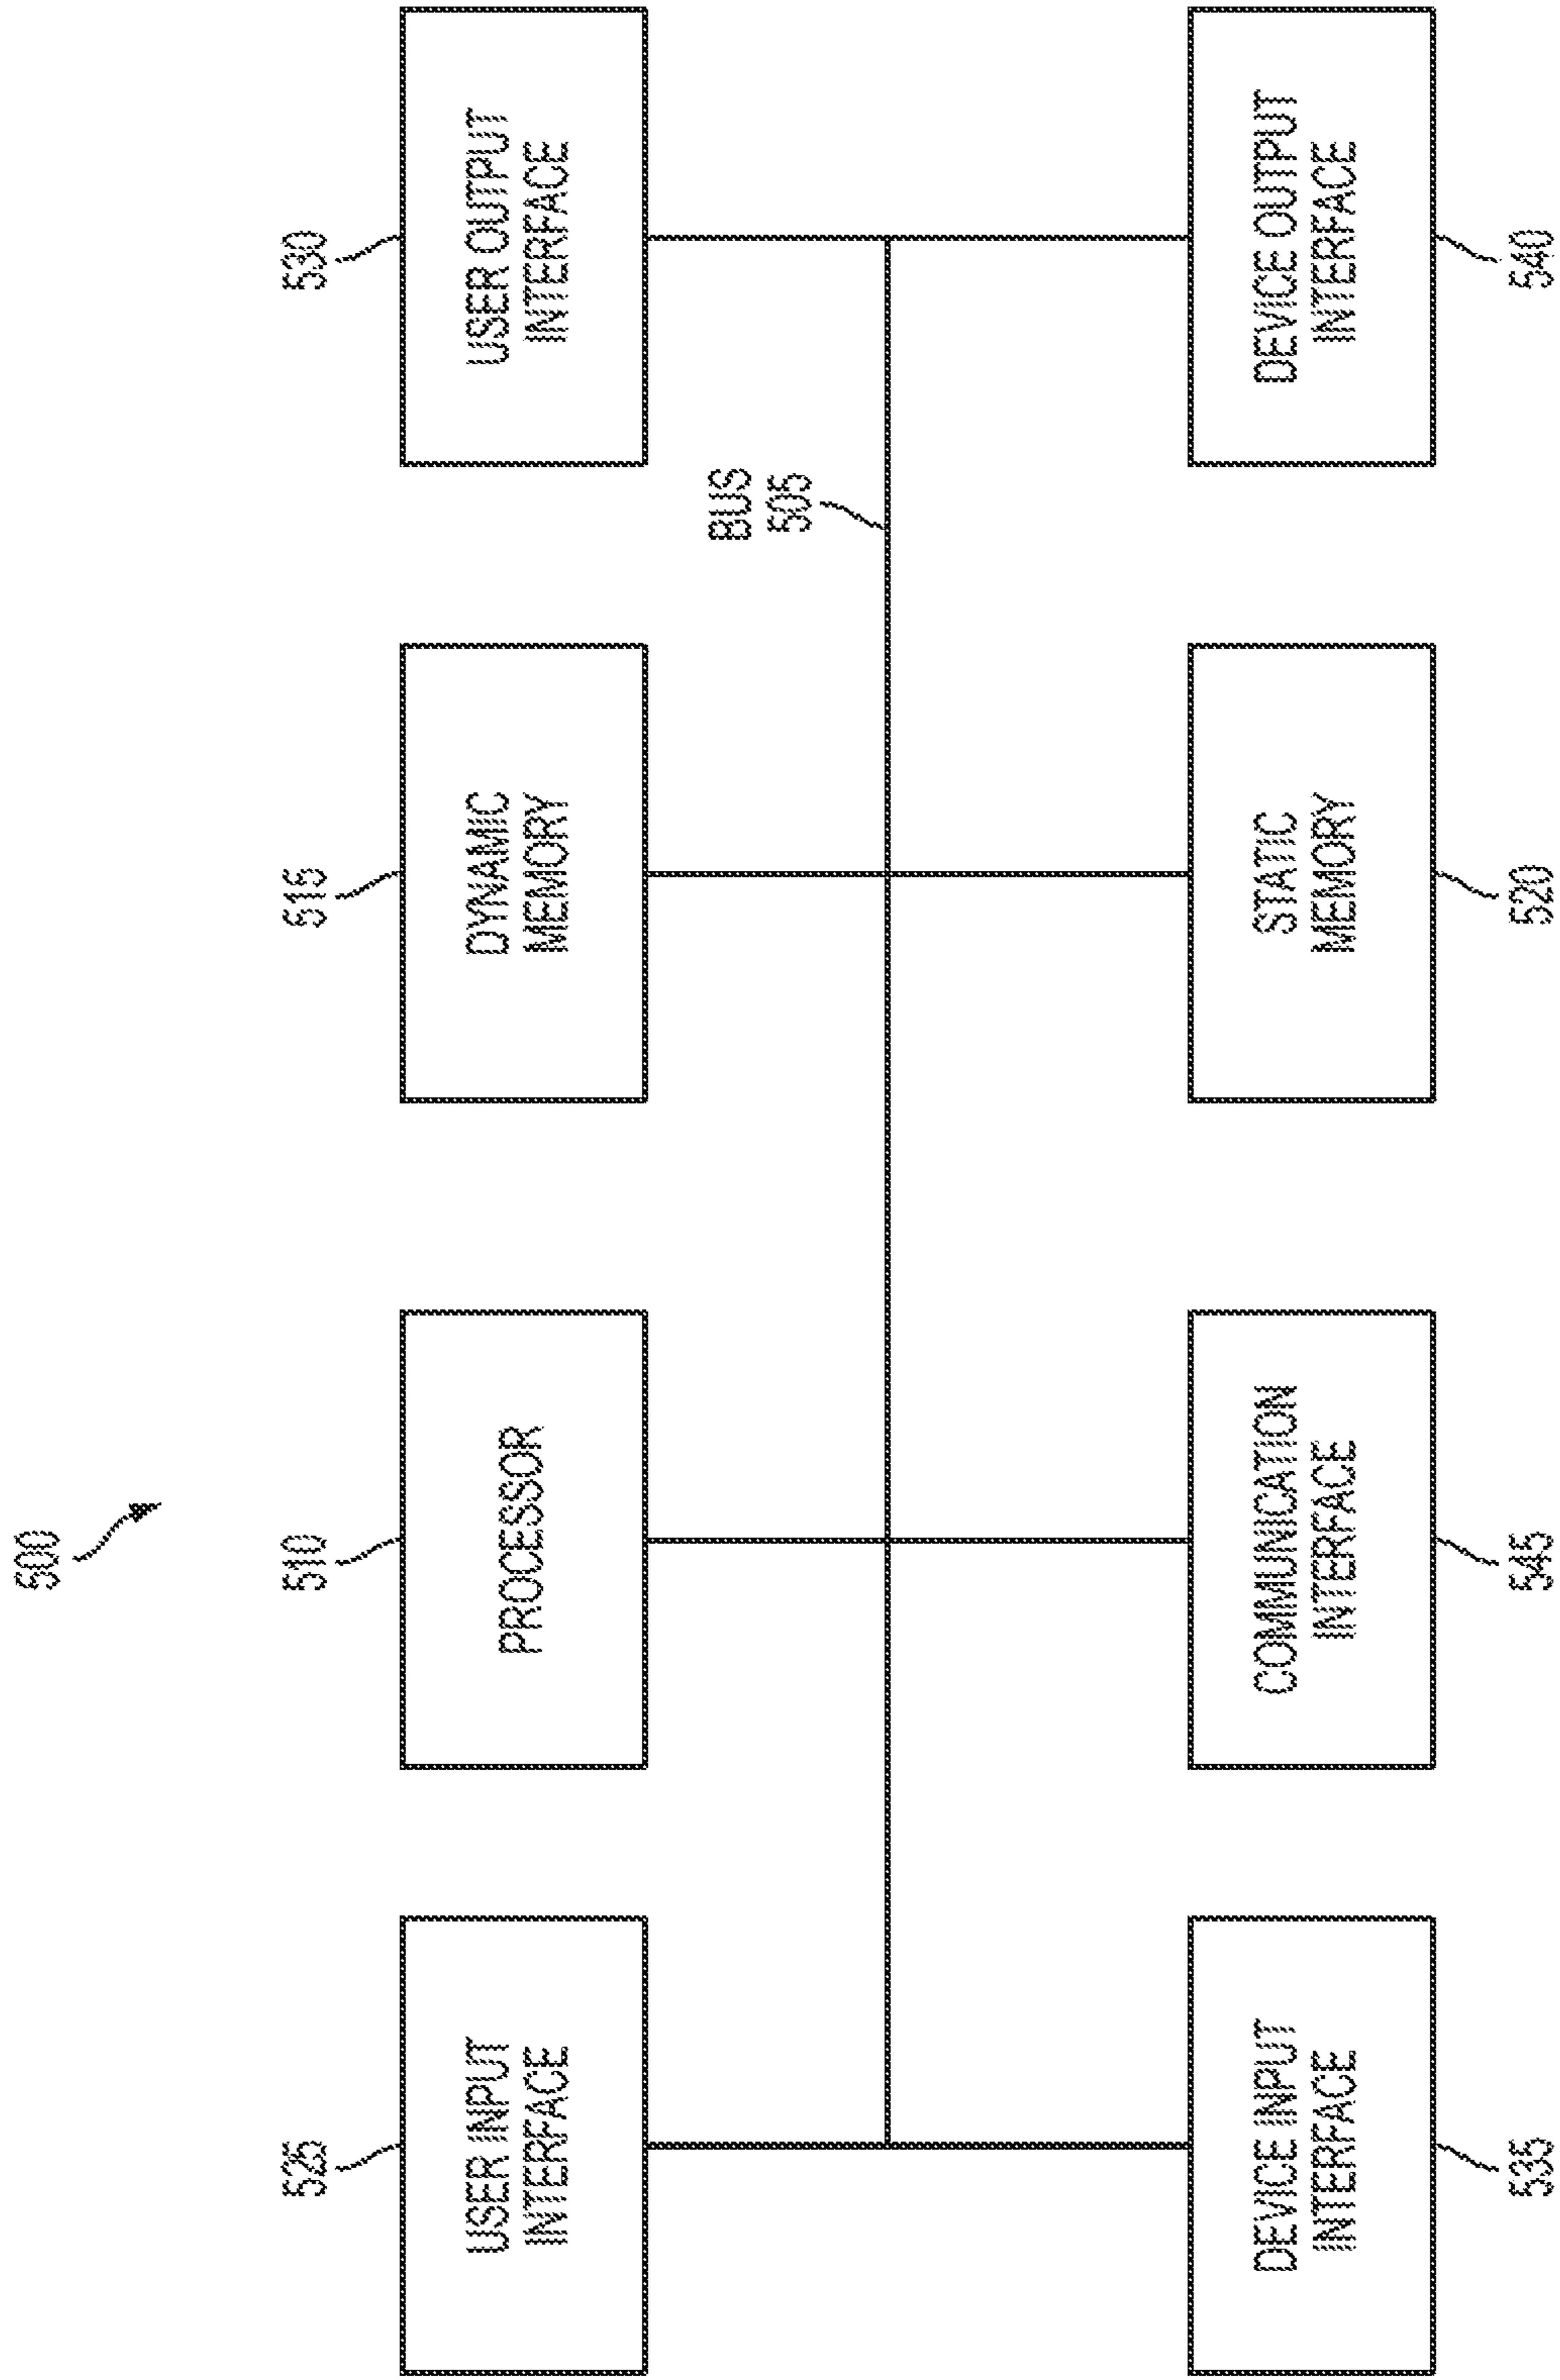 500
525
510
515
530
USER INPUT
INTERFACE
PROCESSOR
DYNAMIC
MEMORY
USER OUTPUT
INTERFACE
BUS
505
DEVICE INPUT
INTERFACE
COMMUNICATION
INTERFACE
STATIC
MEMORY
DEVICE OUTPUT
INTERFACE
535
545
520
540